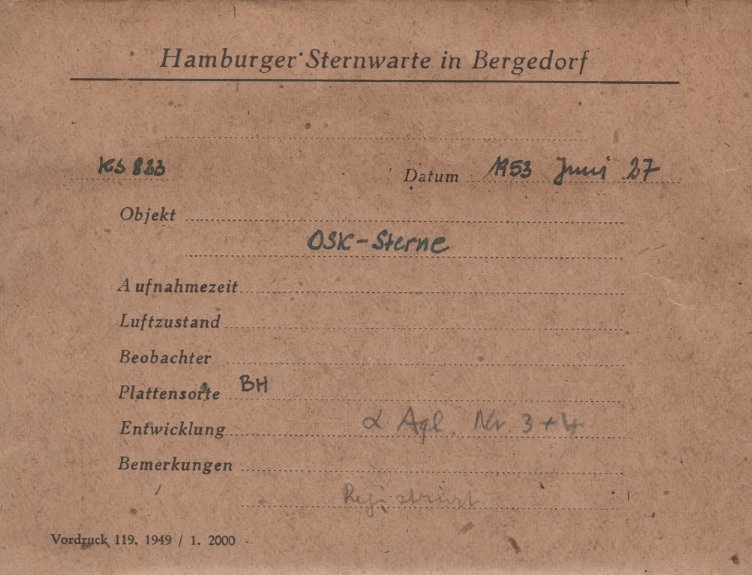 Hamburger Sternwarte in Bergedorf
KS 833 Datum 1953 Juni 27
Objekt
OSK-Sterne
Aufnahmezeit
Luftzustand
Beobachter
Plattensorte BH
Entwicklung α Aql. Nr 3+4
Bemerkungen
Registriert
Vordruck 119. 1949 / 1. 2000